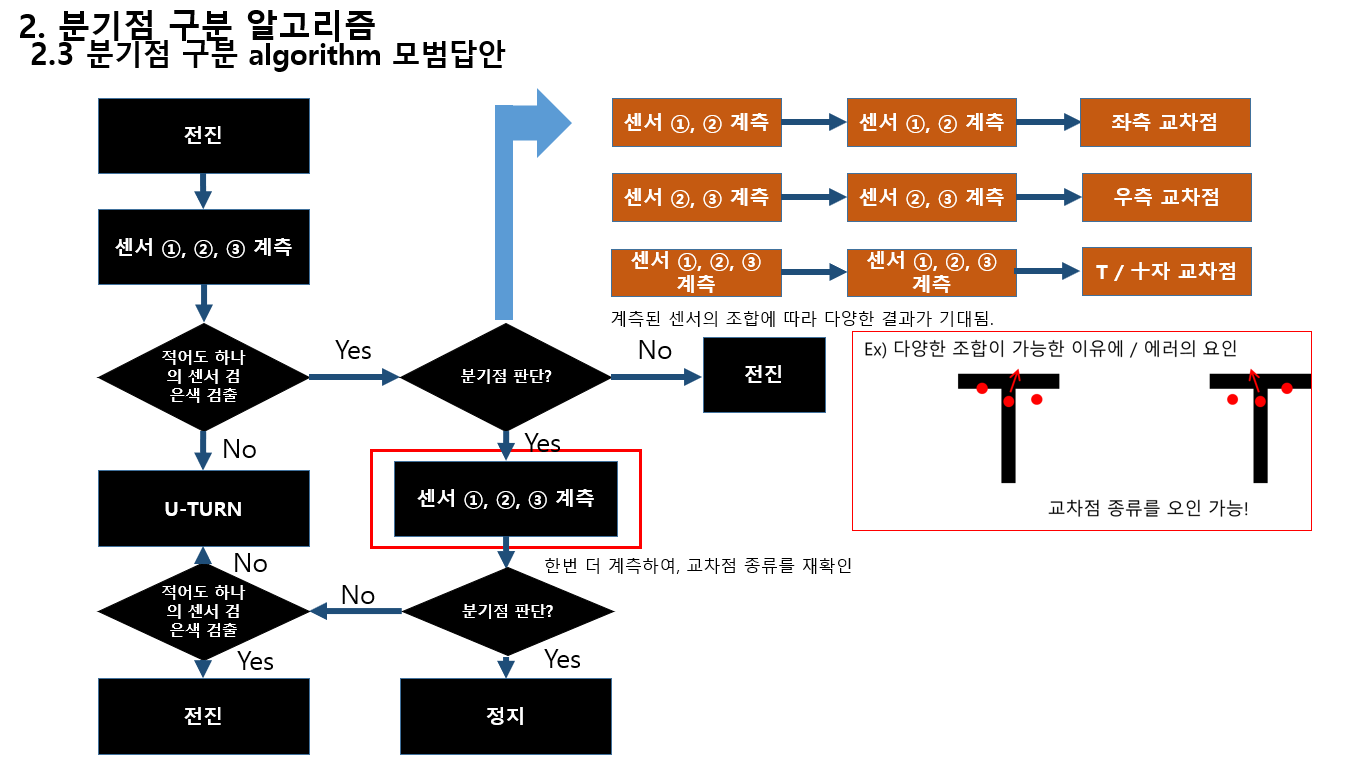 2. 분기점 구분 알고리즘
2.3 분기점 구분 algorithm 모범답안
전진
센서 ①, ②, ③ 계측
적어도 하나
의 센서 검
은색 검출
Yes
No
U-TURN
No
적어도 하나
의 센서 검
은색 검출
Yes
전진
분기점 판단?
No
전진
Yes
센서 ①, ②, ③ 계측
한번 더 계측하여, 교차점 종류를 재확인
분기점 판단?
No
Yes
정지
센서 ①, ② 계측
센서 ①, ② 계측
좌측 교차점
센서 ②, ③ 계측
센서 ②, ③ 계측
우측 교차점
센서 ①, ②, ③
계측
센서 ①, ②, ③
계측
T / 十자 교차점
계측된 센서의 조합에 따라 다양한 결과가 기대됨.
Ex) 다양한 조합이 가능한 이유에 / 에러의 요인
교차점 종류를 오인 가능!